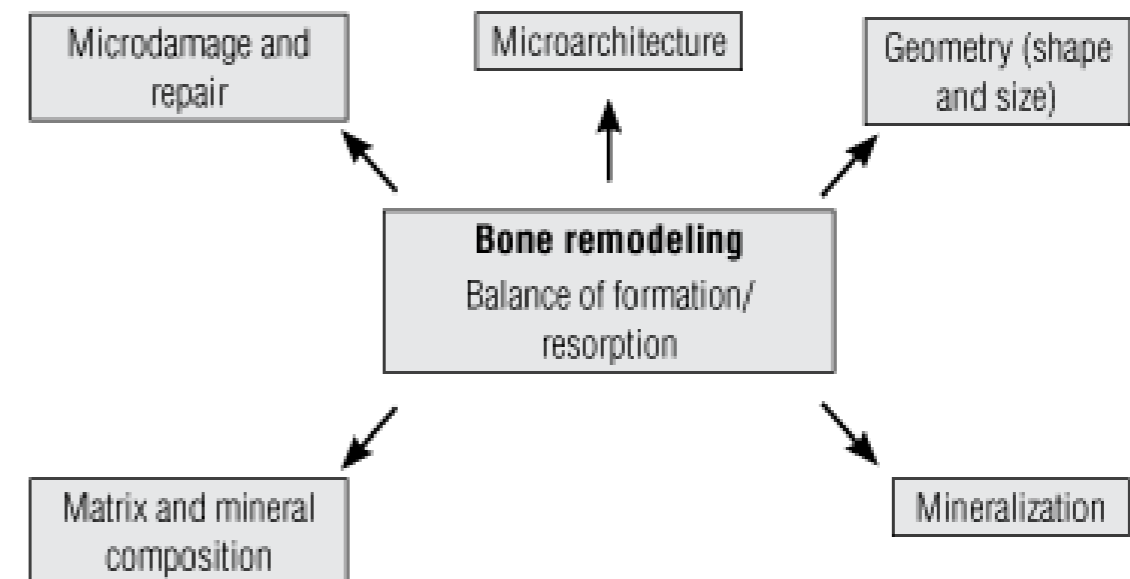 Microdamage and
repair
Microarchitecture
Geometry (shape
and size)
Bone remodeling
Balance of formation/
resorption
Matrix and mineral
composition
Mineralization